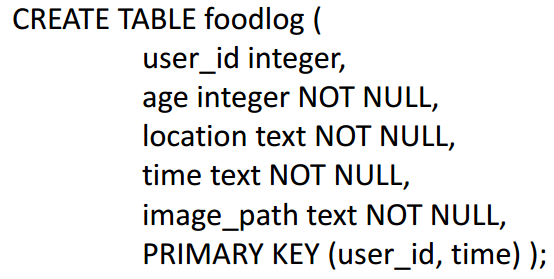 CREATE TABLE foodlog (
user_id integer,
age integer NOT NULL,
location text NOT NULL,
time text NOT NULL,
image_path text NOT NULL,
PRIMARY KEY (user_id, time) );